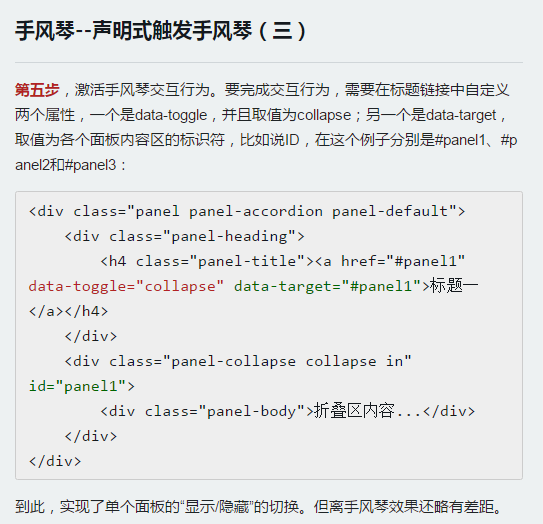 手风琴--声明式触发手风琴（三）
第五步，激活手风琴交互行为。要完成交互行为，需要在标题链接中自定义
两个属性，一个是data-toggle，并且取值为collapse；另一个是data-target，
取值为各个面板内容区的标识符，比如说ID，在这个例子分别是#panel1、#p
anel2和#panel3：
<div class="panel panel-accordion panel-default">
    <div class="panel-heading">
        <h4 class="panel-title"><a href="#panel1"
data-toggle="collapse" data-target="#panel1">标题一
</a></h4>
    </div>
    <div class="panel-collapse collapse in"
id="panel1">
        <div class="panel-body">折叠区内容...</div>
    </div>
</div>
到此，实现了单个面板的“显示/隐藏”的切换。但离手风琴效果还略有差距。